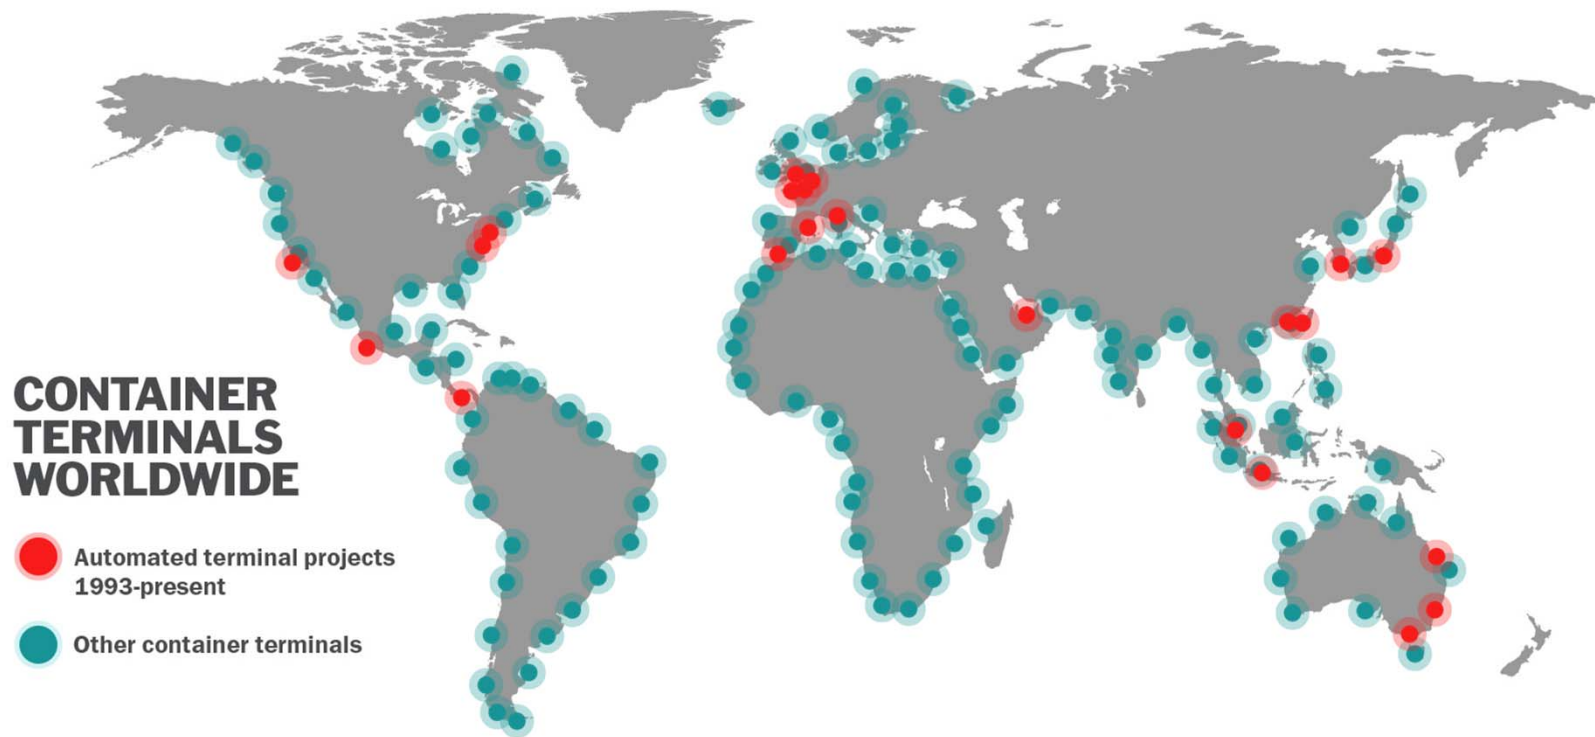 CONTAINER
TERMINALS
WORLDWIDE
Automated terminal projects
1993-present
Other container terminals